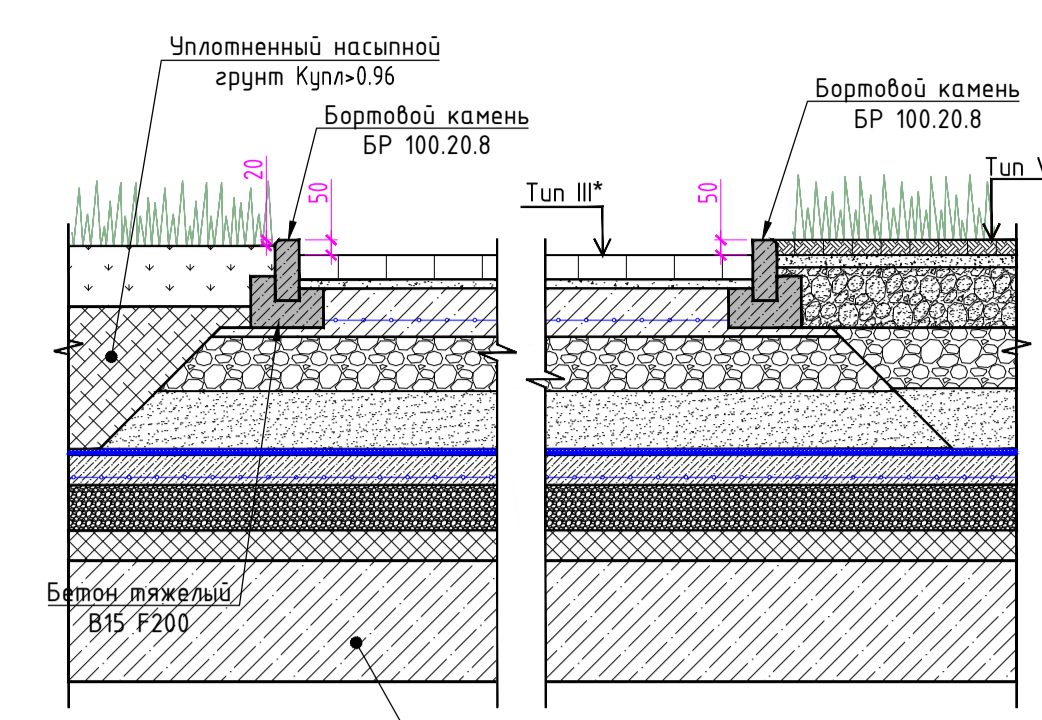 Уплотненный насыпной
грунт Купл>0.96
Бортовой камень
БР 100.20.8
Бортовой камень
БР 100.20.8
20
50
50
Тип III*
Тип V
Бетон тяжелый
В15 F200